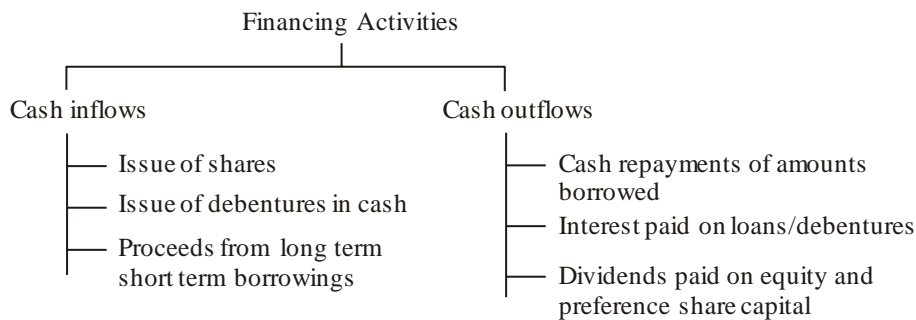 Financing Activities
Cash inflows
Issue of shares
Issue of debentures in cash
Proceeds from long term
short term borrowings
Cash outflows
Cash repayments of amounts
borrowed
Interest paid on loans/debentures
Dividends paid on equity and
preference share capital